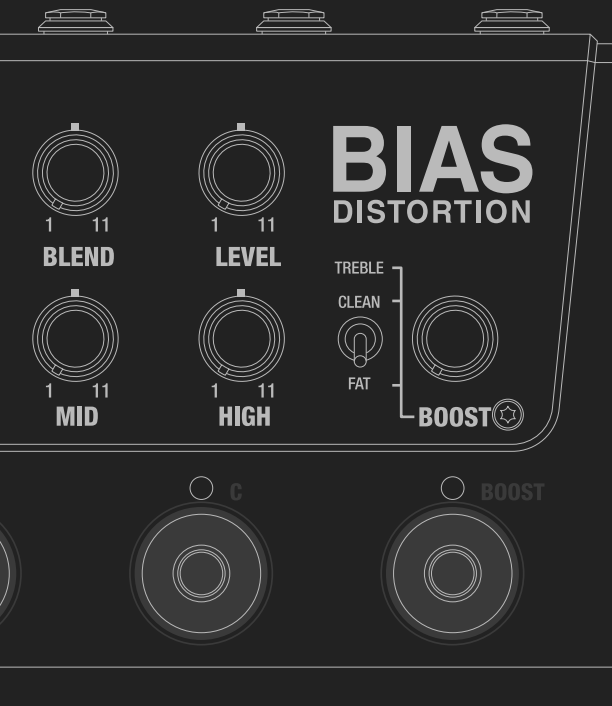 BIAS
DISTORTION
1 11
BLEND
1 11
LEVEL
TREBLE
CLEAN
FAT
BOOST
1 11
MID
1 11
HIGH
C
BOOST